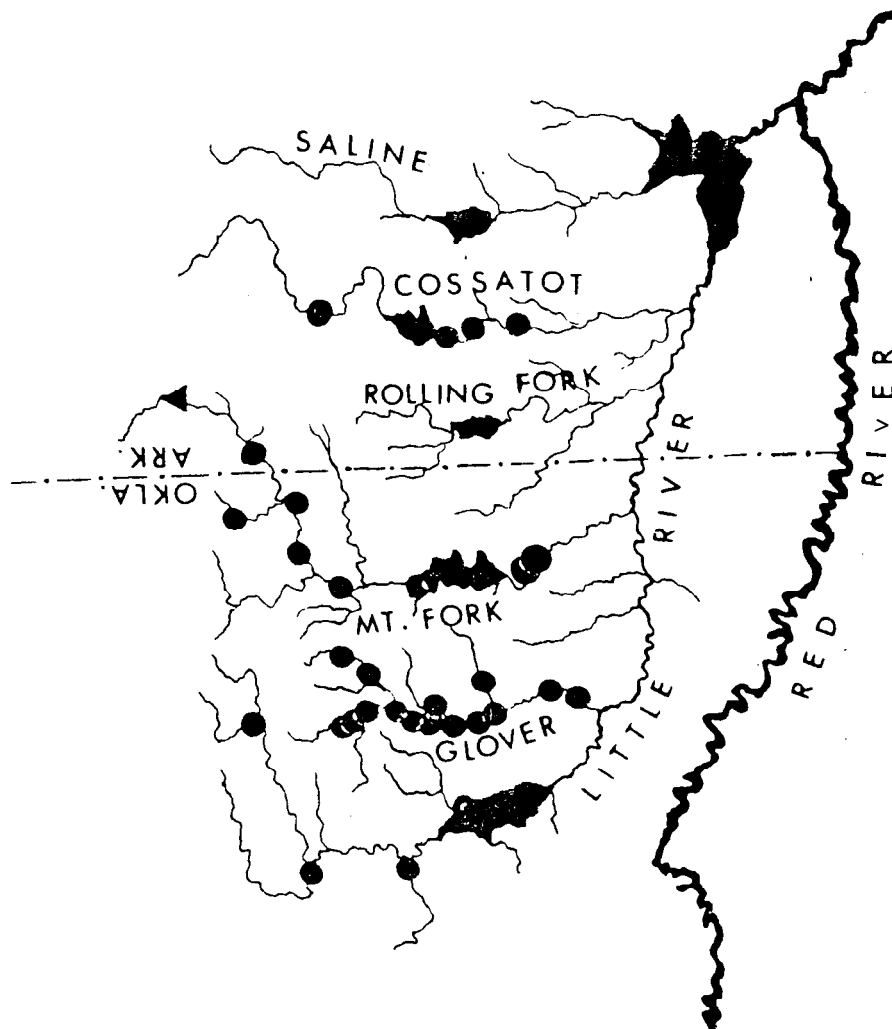 SALINE
COSSATOT
ROLLING FORK
ARK.
OKLA.
MT. FORK
GLOVER
LITTLE RIVER
RED RIVER